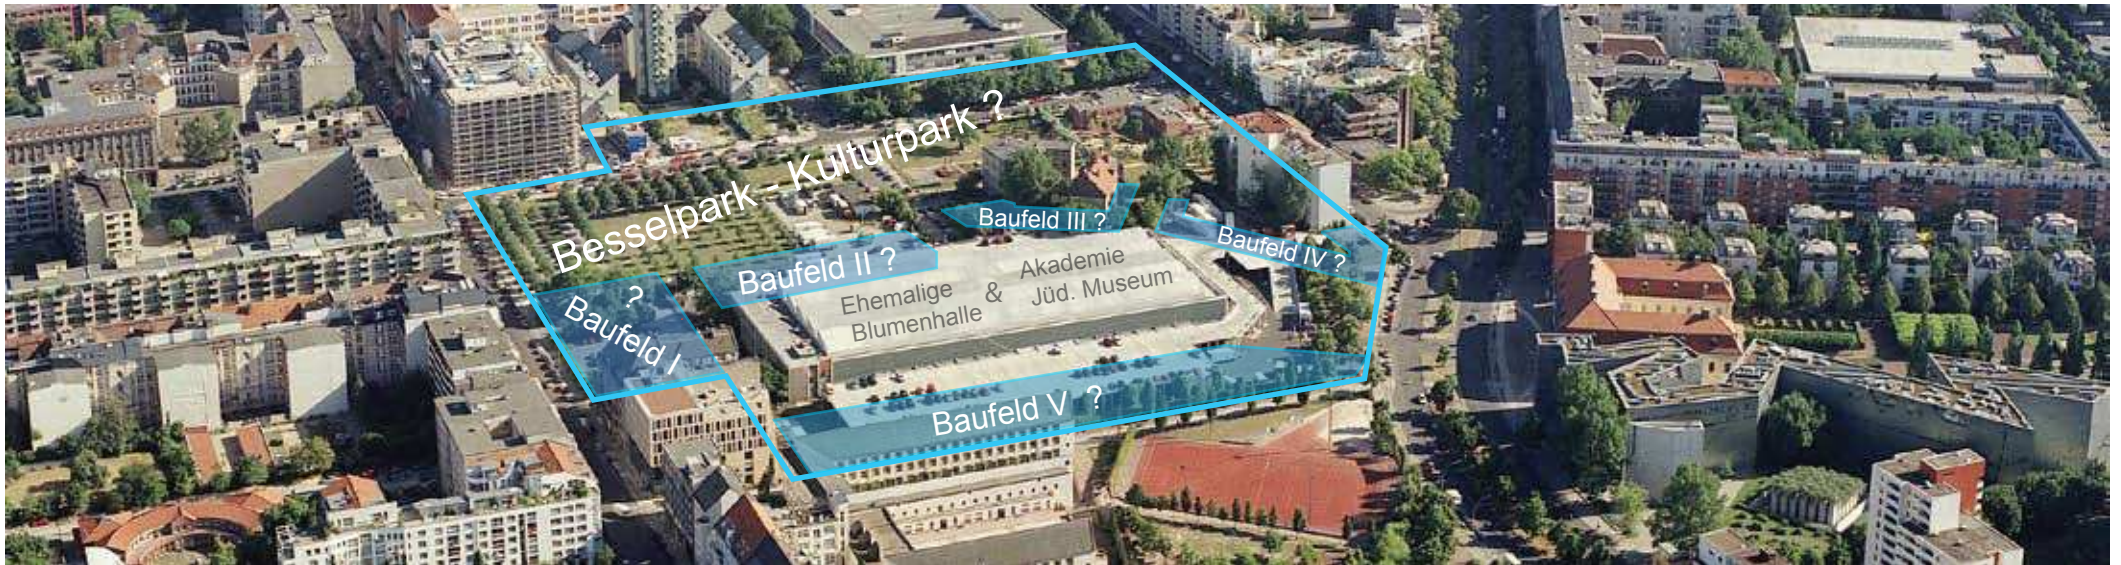 Besselpark - Kulturpark ?
Baufeld III ?
Baufeld IV ?
Baufeld II ?
Ehemalige
Blumenhalle
&
Akademie
Jüd. Museum
?
Baufeld I
Baufeld V ?